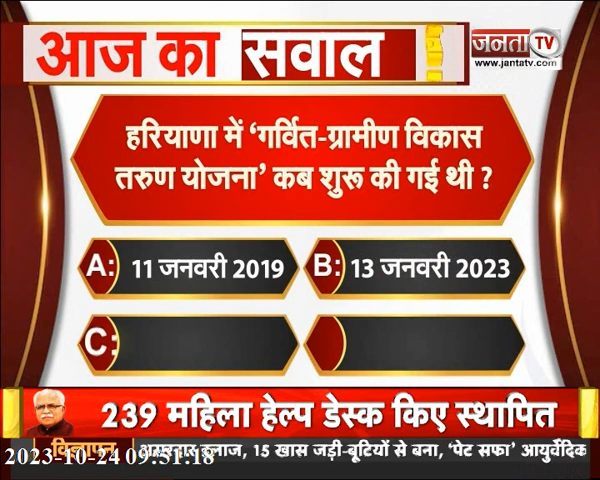 आज का सवाल
जनता TV
www.jantatv.com
हरियाणा में ‘गर्वित-ग्रामीण विकास
तरुण योजना’ कब शुरू की गई थी ?
A: 11 जनवरी 2019
B: 13 जनवरी 2023
C:
239 महिला हेल्प डेस्क किए स्थापित
विज्ञापन
असरदार इलाज, 15 खास जड़ी-बूटियों से बना, ‘पेट सफा’ आयुर्वेदिक
2023-10-24 09:51:18